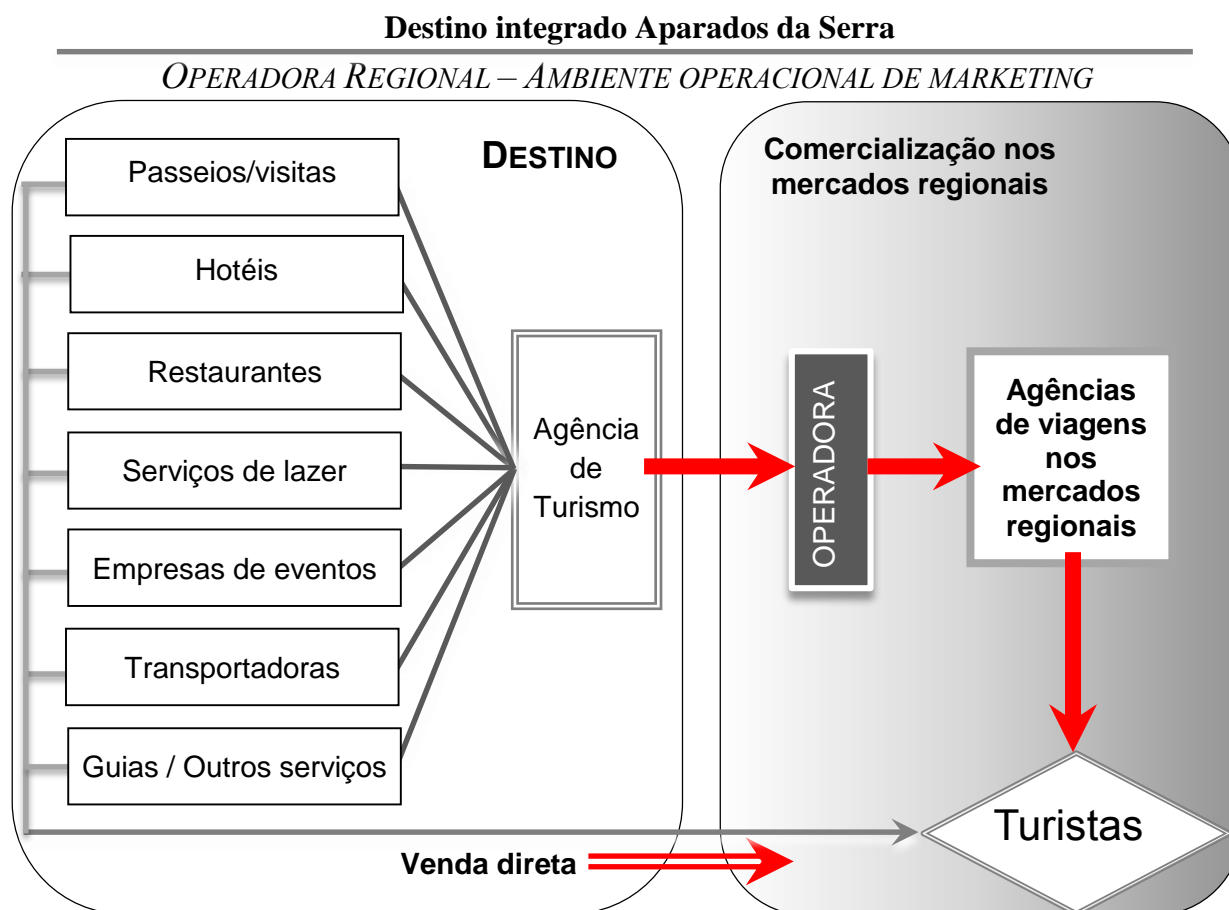 Destino integrado Aparados da Serra
OPERADORA REGIONAL – AMBIENTE OPERACIONAL DE MARKETING
DESTINO
Passeios/visitas
Hotéis
Restaurantes
Serviços de lazer
Empresas de eventos
Transportadoras
Guias / Outros serviços
Agência
de
Turismo
Comercialização nos
mercados regionais
OPERADORA
Agências
de viagens
nos
mercados
regionais
Turistas
Venda direta